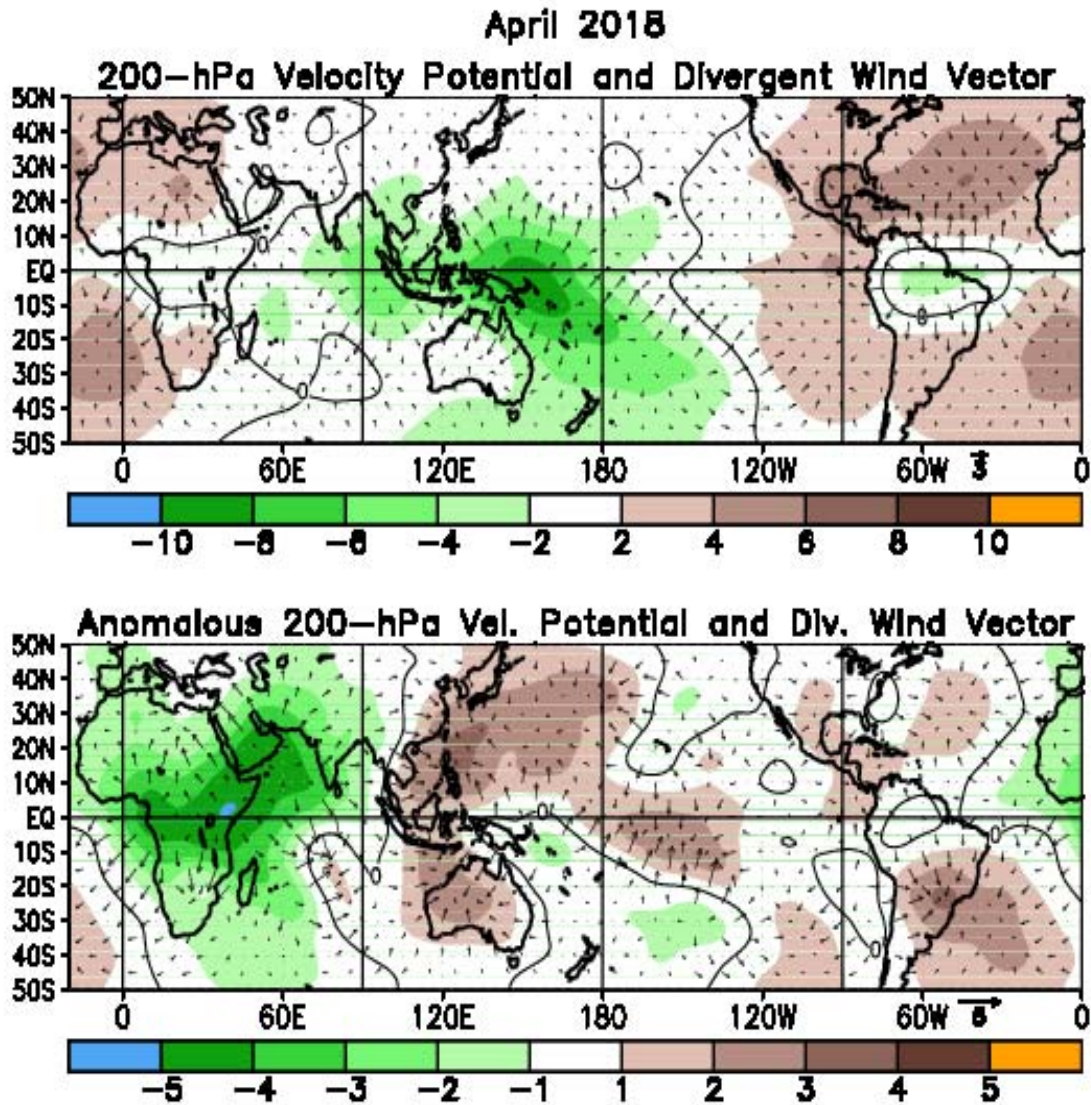 April 2018
200-hPa Velocity Potential and Divergent Wind Vector
50N
40N
30N
20N
10N
EQ
10S
20S
30S
40S
50S
0 60E 120E 180 120W 60W 3 0
-10 -8 -6 -4 -2 2 4 6 8 10
Anomalous 200-hPa Vel. Potential and Div. Wind Vector
50N
40N
30N
20N
10N
EQ
10S
20S
30S
40S
50S
0 60E 120E 180 120W 60W 0
-5 -4 -3 -2 -1 1 2 3 4 5